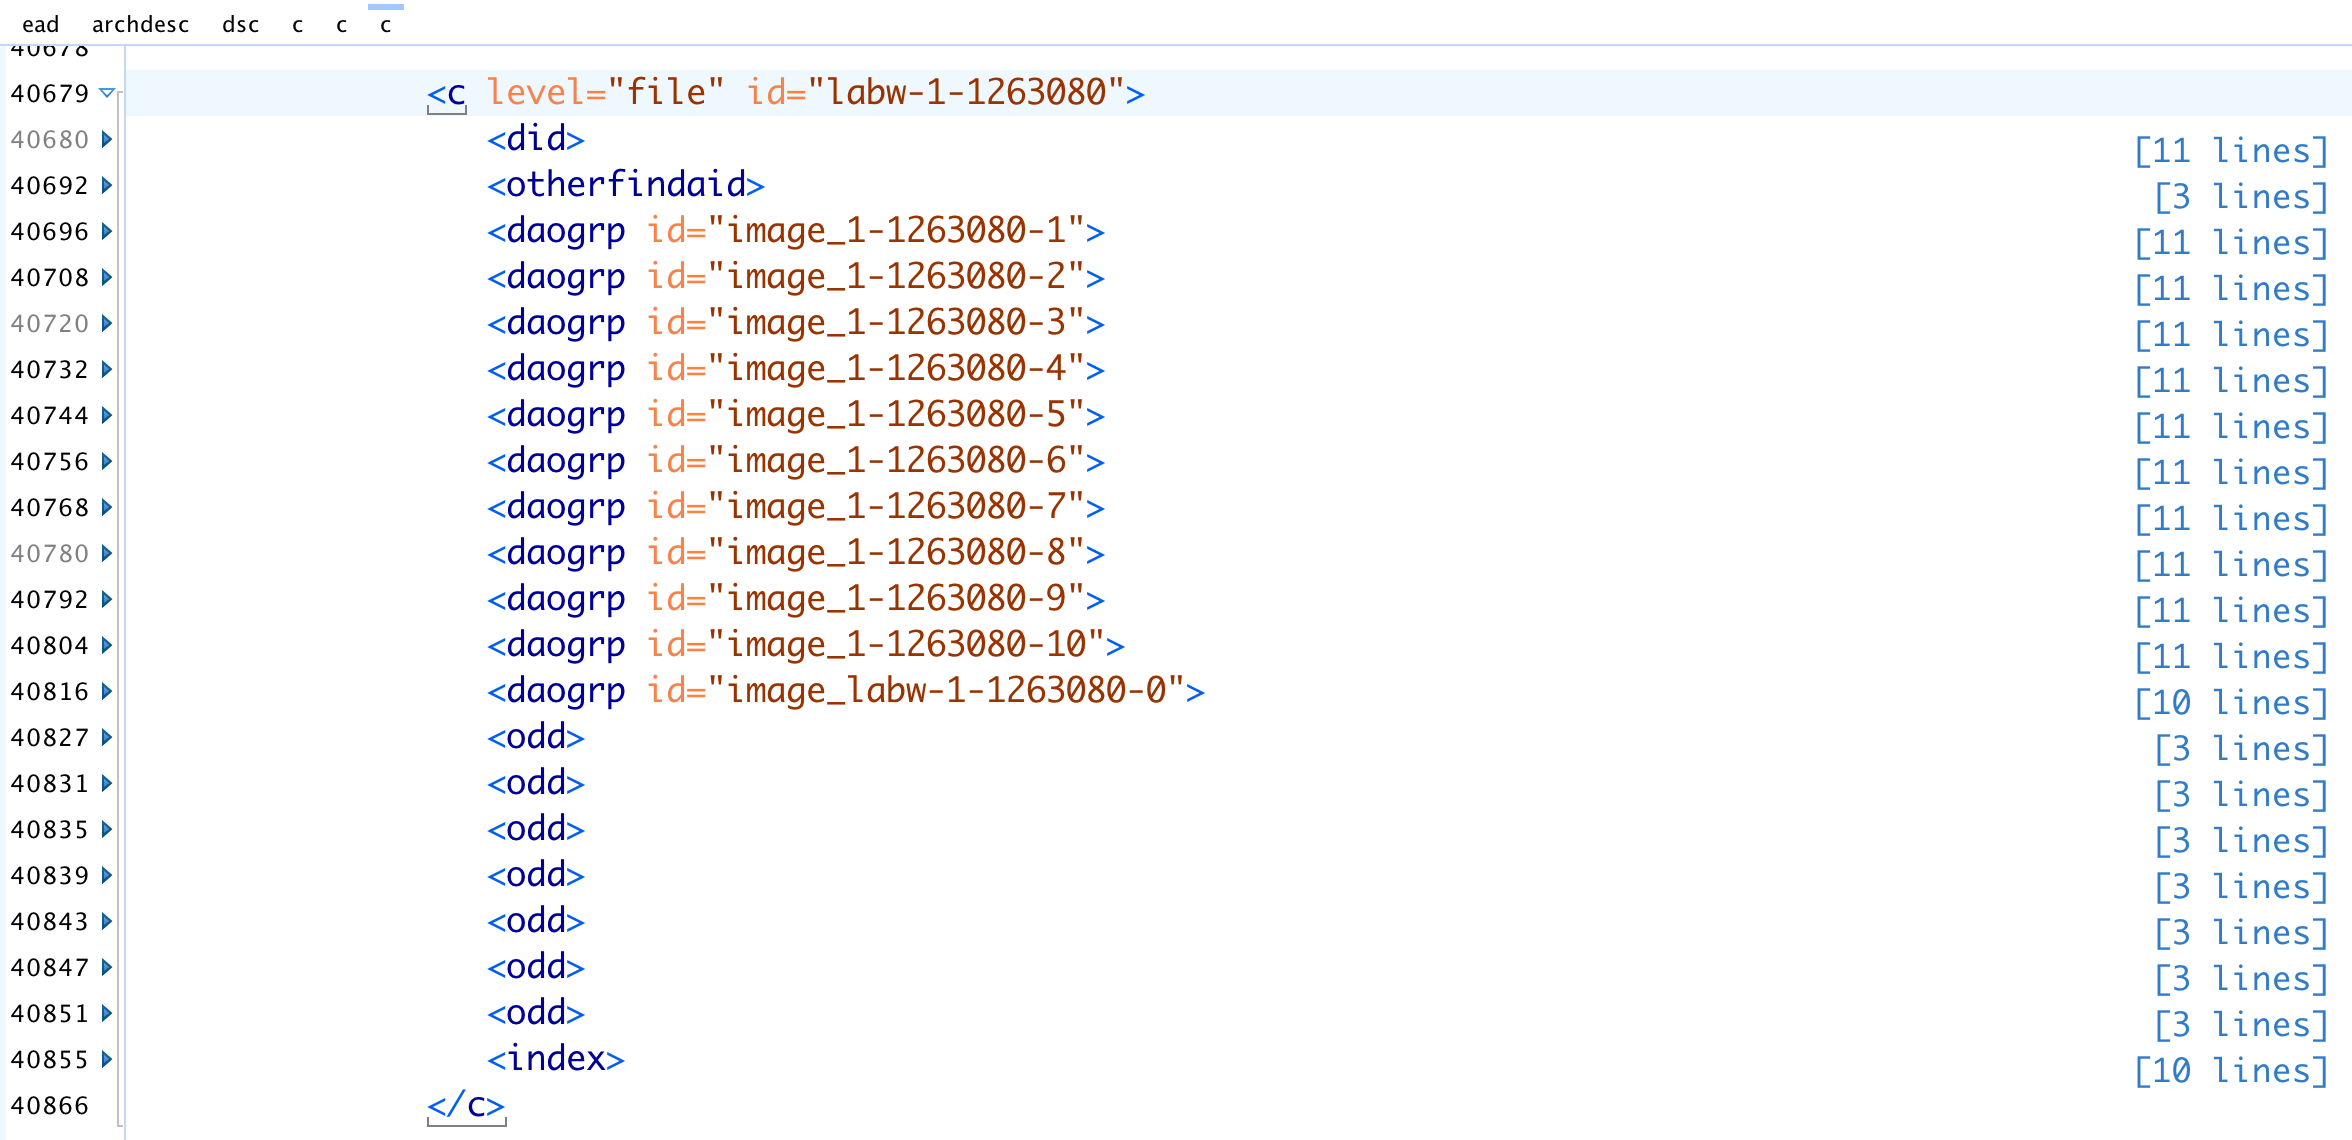 ead archdesc dsc c c c
40678
40679 <c level="file" id="labw-1-1263080">
40680 <did> [11 lines]
40692 <otherfindaid> [3 lines]
40696 <daogrp id="image_1-1263080-1"> [11 lines]
40708 <daogrp id="image_1-1263080-2"> [11 lines]
40720 <daogrp id="image_1-1263080-3"> [11 lines]
40732 <daogrp id="image_1-1263080-4"> [11 lines]
40744 <daogrp id="image_1-1263080-5"> [11 lines]
40756 <daogrp id="image_1-1263080-6"> [11 lines]
40768 <daogrp id="image_1-1263080-7"> [11 lines]
40780 <daogrp id="image_1-1263080-8"> [11 lines]
40792 <daogrp id="image_1-1263080-9"> [11 lines]
40804 <daogrp id="image_1-1263080-10"> [11 lines]
40816 <daogrp id="image_labw-1-1263080-0"> [10 lines]
40827 <odd> [3 lines]
40831 <odd> [3 lines]
40835 <odd> [3 lines]
40839 <odd> [3 lines]
40843 <odd> [3 lines]
40847 <odd> [3 lines]
40851 <odd> [3 lines]
40855 <index> [10 lines]
40866 </c>